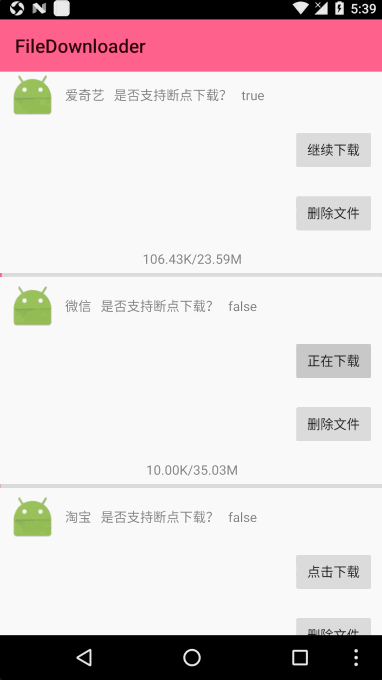 5:39
FileDownloader
爱奇艺 是否支持断点下载? true
继续下载
删除文件
106.43K/23.59M
微信 是否支持断点下载? false
正在下载
删除文件
10.00K/35.03M
淘宝 是否支持断点下载? false
点击下载
删除文件